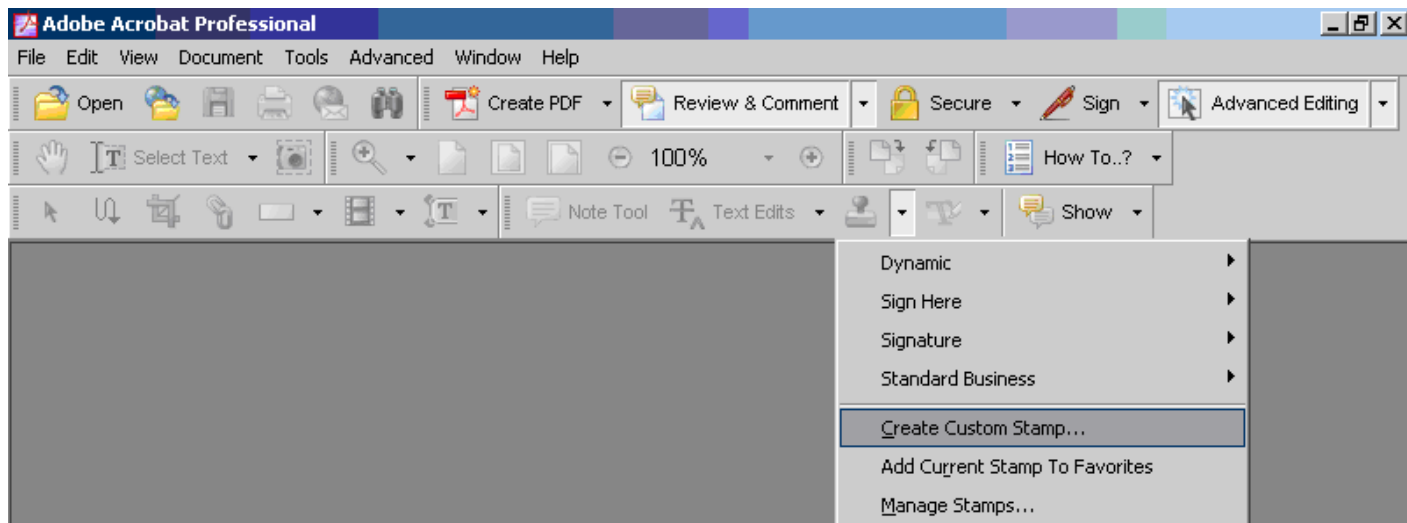 Adobe Acrobat Professional
File Edit View Document Tools Advanced Window Help
Open Create PDF Review & Comment Secure Sign Advanced Editing
Select Text 100% How To..?
Note Tool Text Edits Show
Dynamic
Sign Here
Signature
Standard Business
Create Custom Stamp...
Add Current Stamp To Favorites
Manage Stamps...